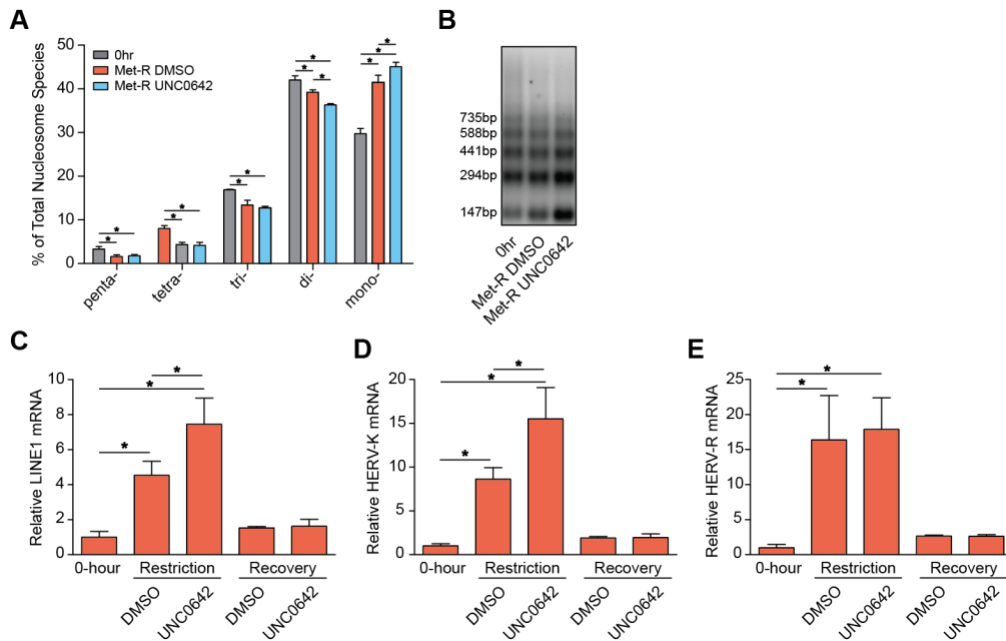 A
% of Total Nucleosome Species
50
40
30
20
10
0
0hr
Met-R DMSO
Met-R UNC0642
* * * * * * * * * * * *
penta-
tetra-
tri-
di-
mono-
B
735bp
588bp
441bp
294bp
147bp
0hr
Met-R DMSO
Met-R UNC0642
C
Relative LINE1 mRNA
10
8
6
4
2
0
* * *
0-hour
Restriction
Recovery
DMSO
UNC0642
DMSO
UNC0642
D
Relative HERV-K mRNA
20
15
10
5
0
* * *
0-hour
Restriction
Recovery
DMSO
UNC0642
DMSO
UNC0642
E
Relative HERV-R mRNA
25
20
15
10
5
0
* *
0-hour
Restriction
Recovery
DMSO
UNC0642
DMSO
UNC0642